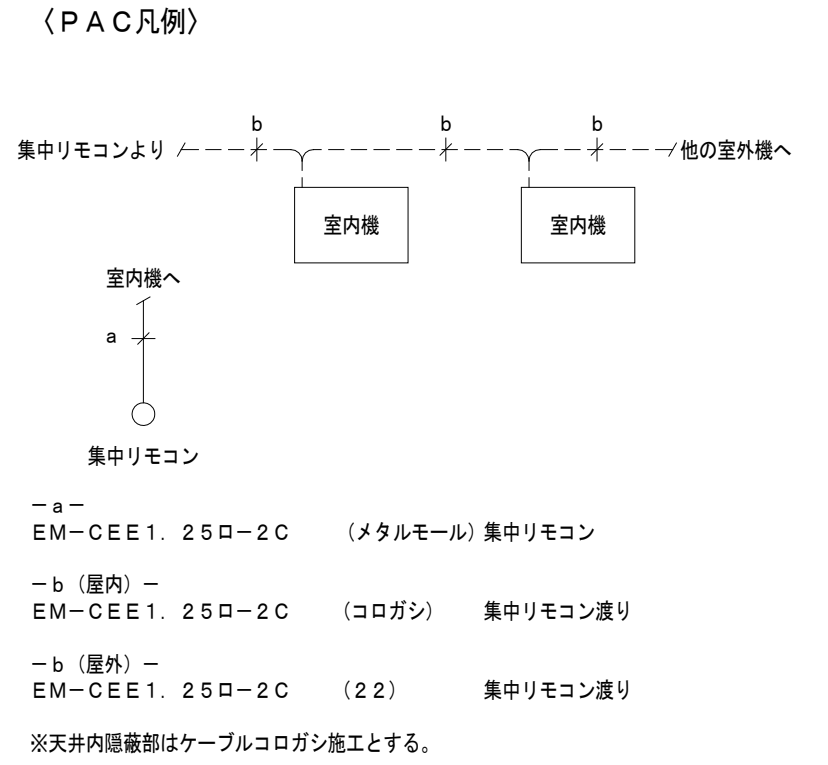 〈ＰＡＣ凡例〉
b b b
集中リモコンより 他の室外機へ
室内機 室内機
室内機へ
a
集中リモコン
－ａ－
ＥＭ－ＣＥＥ１．２５ロ－２Ｃ （メタルモール）集中リモコン
－ｂ（屋内）－
ＥＭ－ＣＥＥ１．２５ロ－２Ｃ （コロガシ） 集中リモコン渡り
－ｂ（屋外）－
ＥＭ－ＣＥＥ１．２５ロ－２Ｃ （２２） 集中リモコン渡り
※天井内隠蔽部はケーブルコロガシ施工とする。